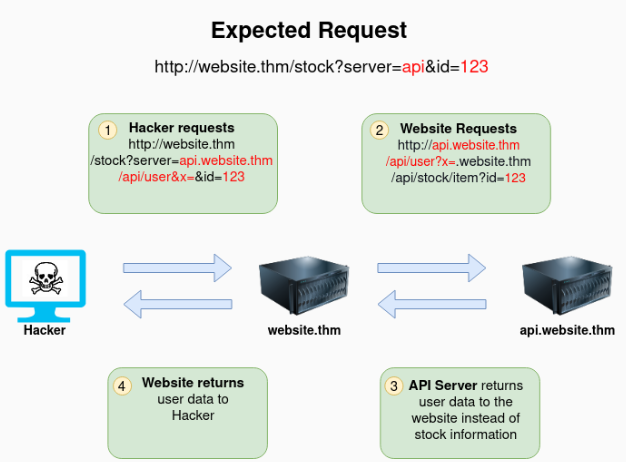 Expected Request
http://website.thm/stock?server=api&id=123
1 Hacker requests
http://website.thm
/stock?server=api.website.thm
/api/user&x=&id=123
2 Website Requests
http://api.website.thm
/api/user?x=.website.thm
/api/stock/item?id=123
Hacker
website.thm
api.website.thm
4 Website returns
user data to
Hacker
3 API Server returns
user data to the
website instead of
stock information